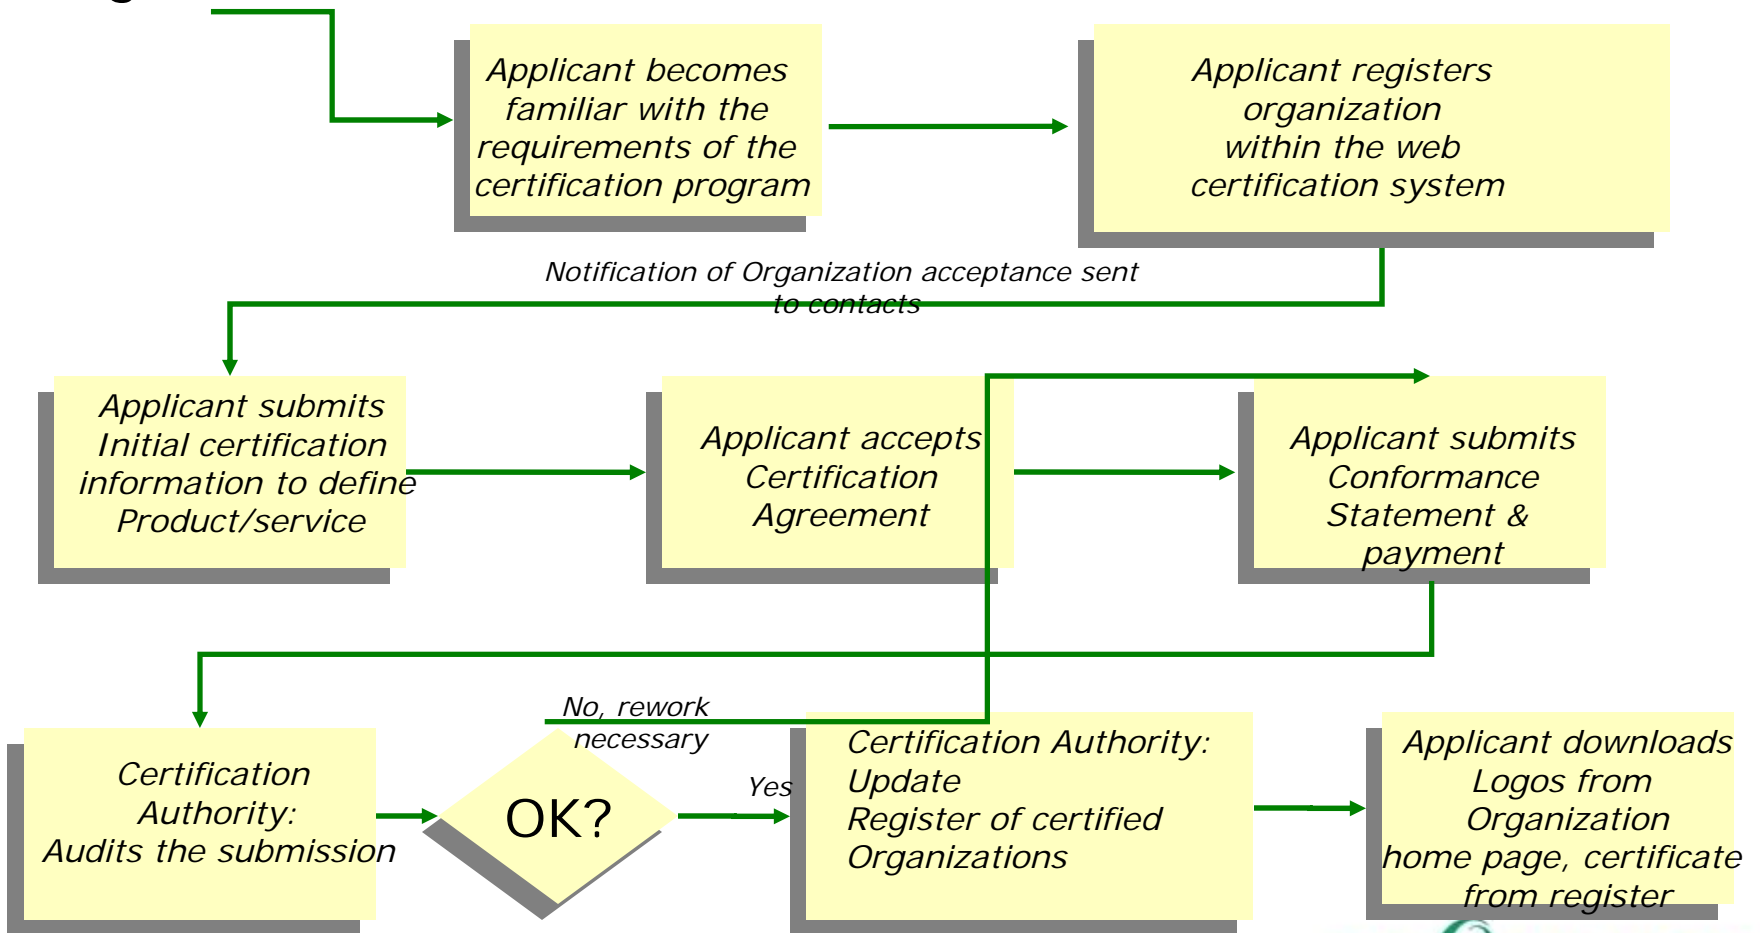 Applicant becomes
familiar with the
requirements of the
certification program
Applicant registers
organization
within the web
certification system
Notification of Organization acceptance sent
to contacts
Applicant submits
Initial certification
information to define
Product/service
Applicant accepts
Certification
Agreement
Applicant submits
Conformance
Statement &
payment
Certification
Authority:
Audits the submission
OK?
No, rework
necessary
Yes
Certification Authority:
Update
Register of certified
Organizations
Applicant downloads
Logos from
Organization
home page, certificate
from register